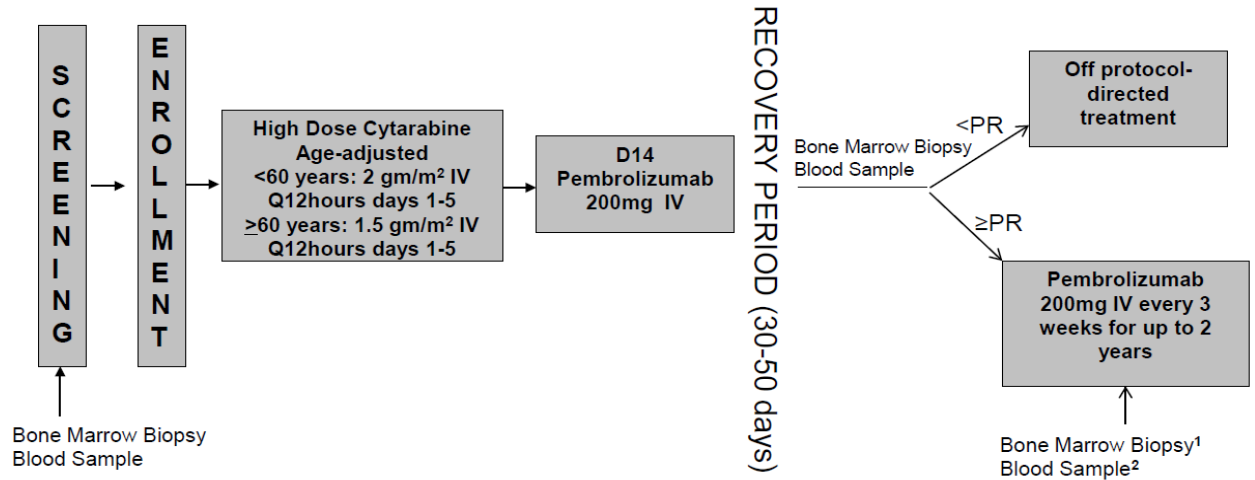 SCREENING
ENROLLMENT
Bone Marrow Biopsy
Blood Sample
High Dose Cytarabine
Age-adjusted
<60 years: 2 gm/m² IV
Q12hours days 1-5
≥60 years: 1.5 gm/m² IV
Q12hours days 1-5
D14
Pembrolizumab
200mg IV
RECOVERY PERIOD (30-50 days)
Bone Marrow Biopsy
Blood Sample
<PR
Off protocol-
directed
treatment
≥PR
Pembrolizumab
200mg IV every 3
weeks for up to 2
years
Bone Marrow Biopsy¹
Blood Sample²